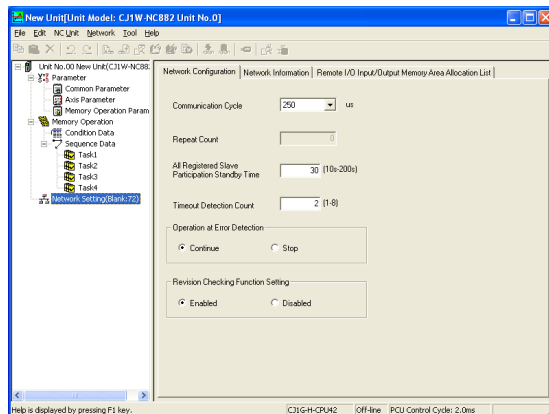 New Unit[Unit Model: CJ1W-NC882 Unit No.0]
File Edit NC Unit Network Tool Help
Unit No.00 New Unit(CJ1W-NC88:
Parameter
Common Parameter
Axis Parameter
Memory Operation Param
Memory Operation
Condition Data
Sequence Data
Task1
Task2
Task3
Task4
Network Setting(Blank:72)
Network Configuration Network Information Remote I/O Input/Output Memory Area Allocation List
Communication Cycle 250 us
Repeat Count 0
All Registered Slave
Participation Standby Time 30 (10s-200s)
Timeout Detection Count 2 (1-8)
Operation at Error Detection
Continue Stop
Revision Checking Function Setting
Enabled Disabled
Help is displayed by pressing F1 key. CJ1G-H-CPU42 Off-line PCU Control Cycle: 2.0ms